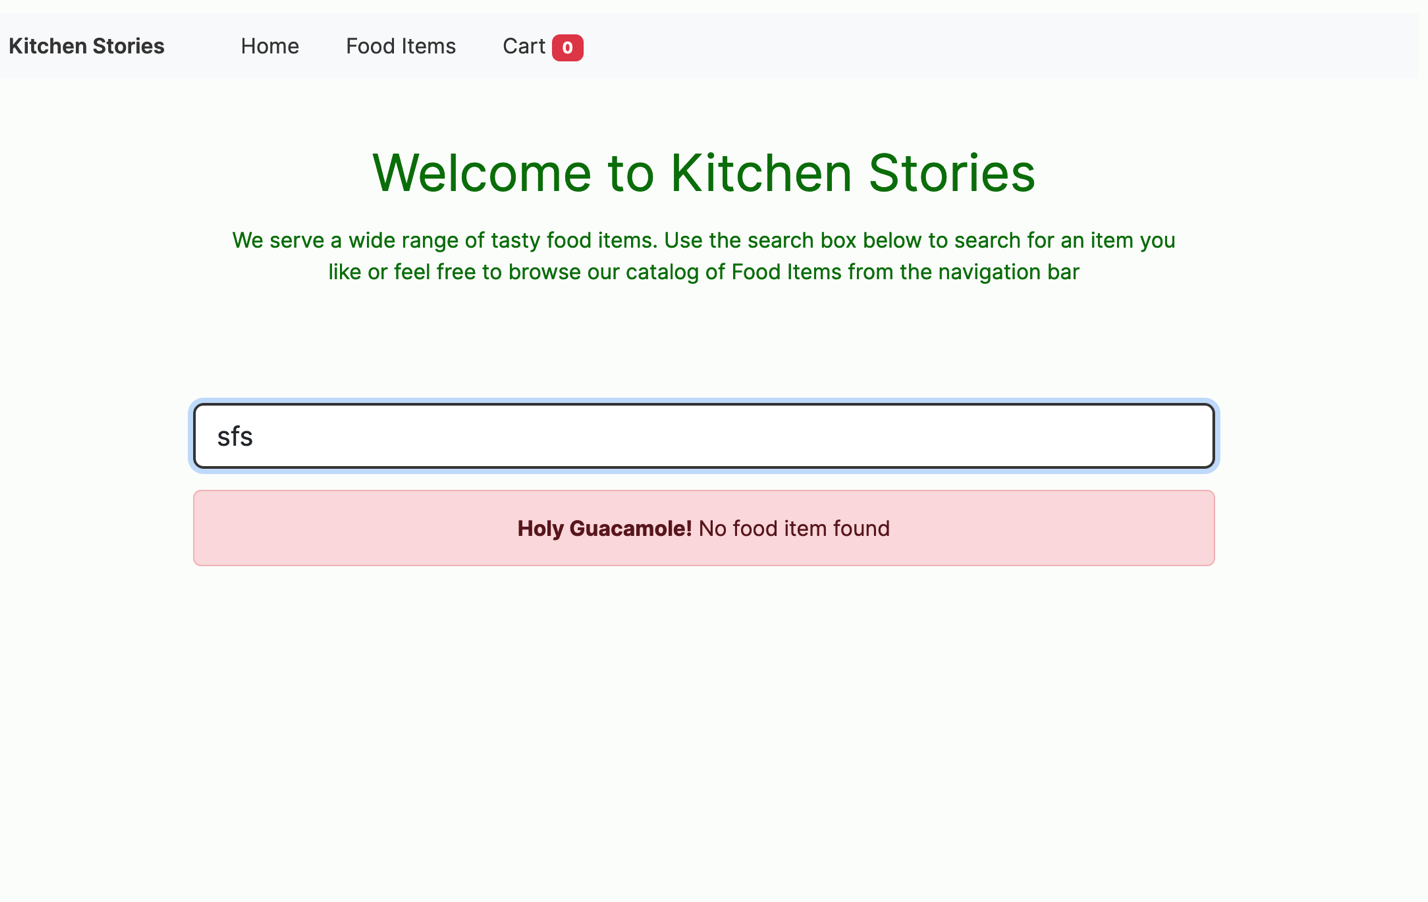 Kitchen Stories Home Food Items Cart 0
Welcome to Kitchen Stories
We serve a wide range of tasty food items. Use the search box below to search for an item you
like or feel free to browse our catalog of Food Items from the navigation bar
sfs
Holy Guacamole! No food item found